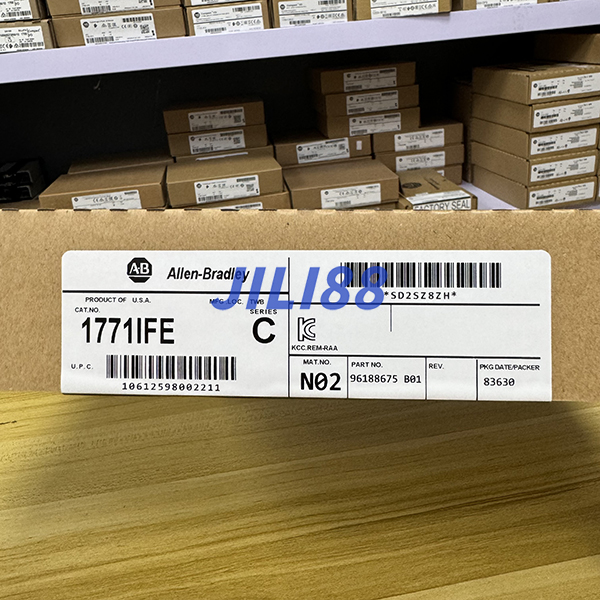 FACTORY SEAL
A-B
Allen-Bradley
JILI88
*SD2SZ8ZH*
PRODUCT OF U.S.A. MFG. LOC. TWB
CAT.NO. SERIES
1771IFE C
KCC.REM-RAA
U.P.C.
10612598002211
MAT.NO. PART NO. REV. PKG DATE/PACKER
N02 96188675 B01 83630